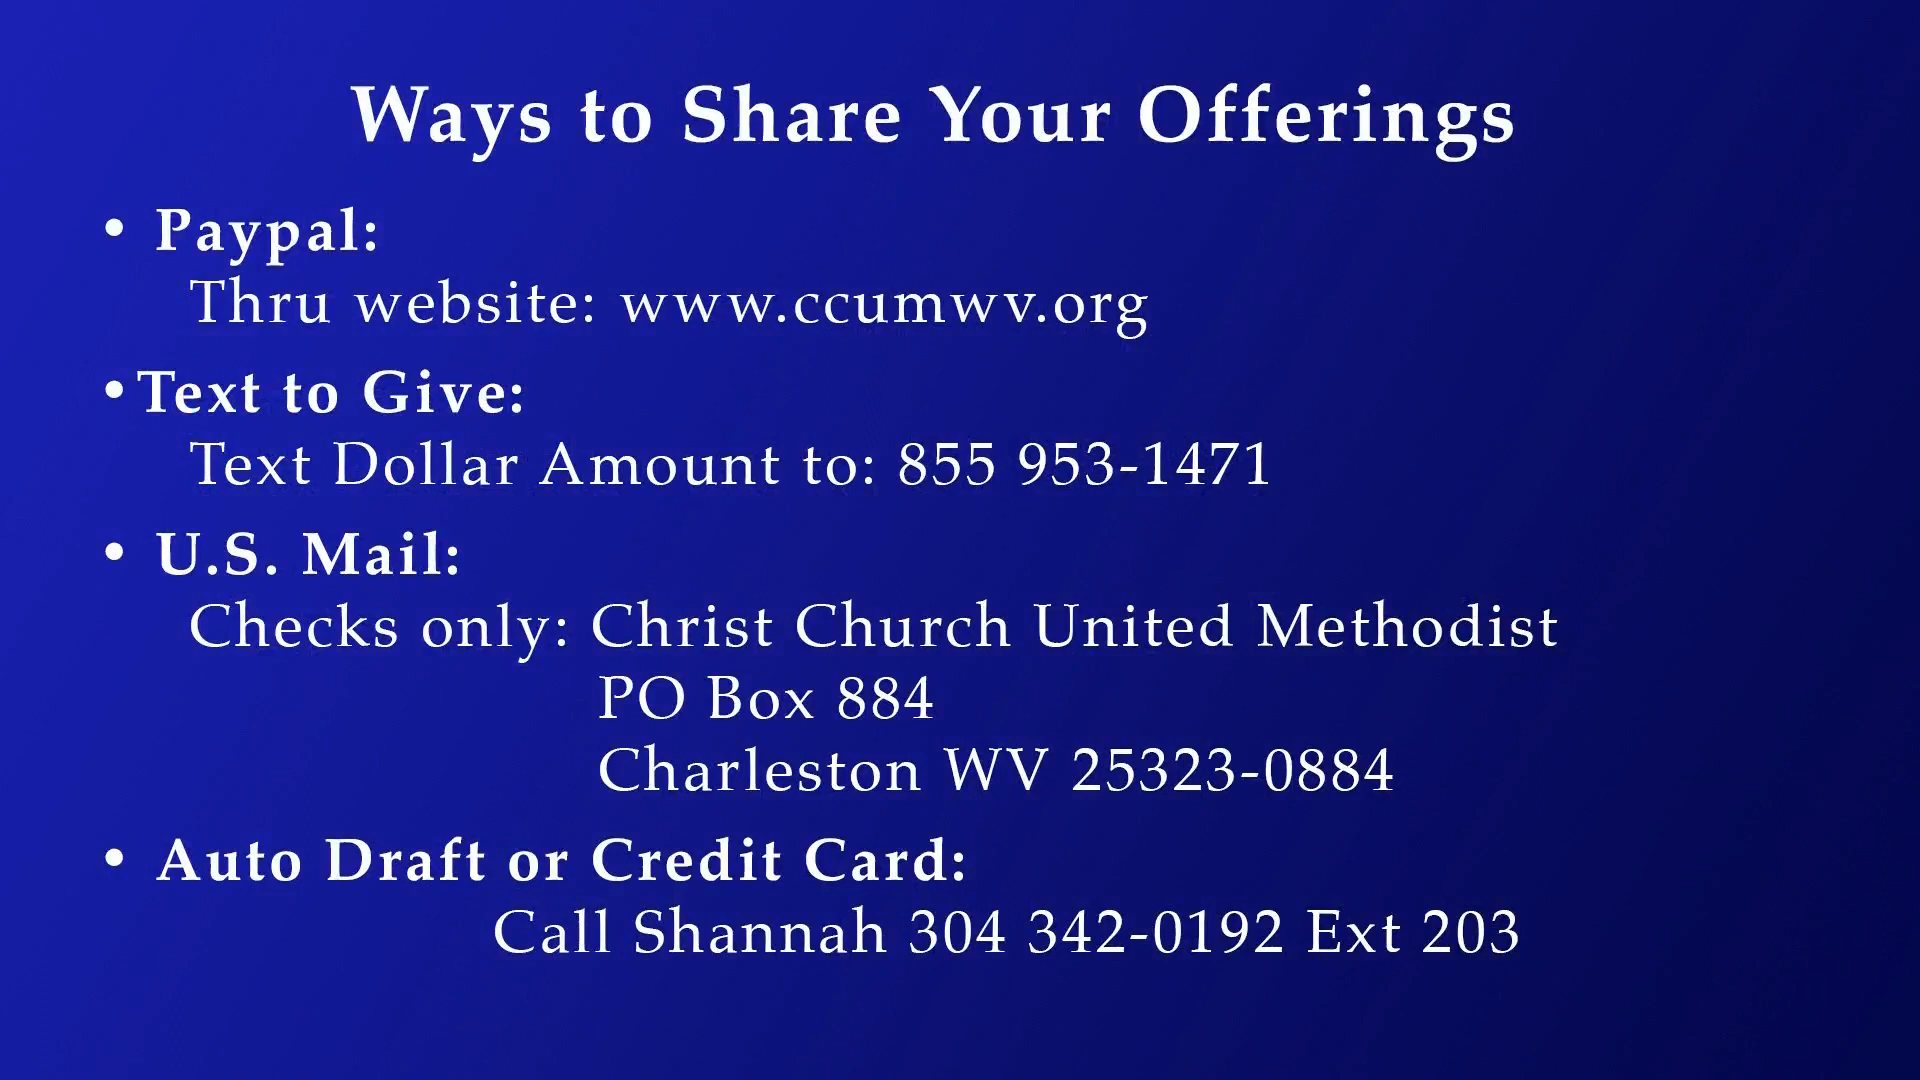 Ways to Share Your Offerings
• Paypal:
Thru website: www.ccumwv.org
• Text to Give:
Text Dollar Amount to: 855 953-1471
• U.S. Mail:
Checks only: Christ Church United Methodist
PO Box 884
Charleston WV 25323-0884
• Auto Draft or Credit Card:
Call Shannah 304 342-0192 Ext 203